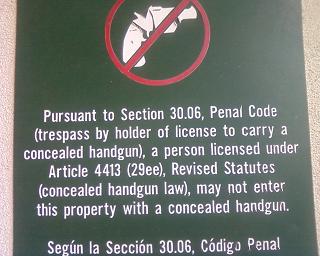 Pursuant to Section 30.06, Penal Code
(trespass by holder of license to carry a
concealed handgun), a person licensed under
Article 4413 (29ee), Revised Statutes
(concealed handgun law), may not enter
this property with a concealed handgun.
Según la Sección 30.06, Código Penal